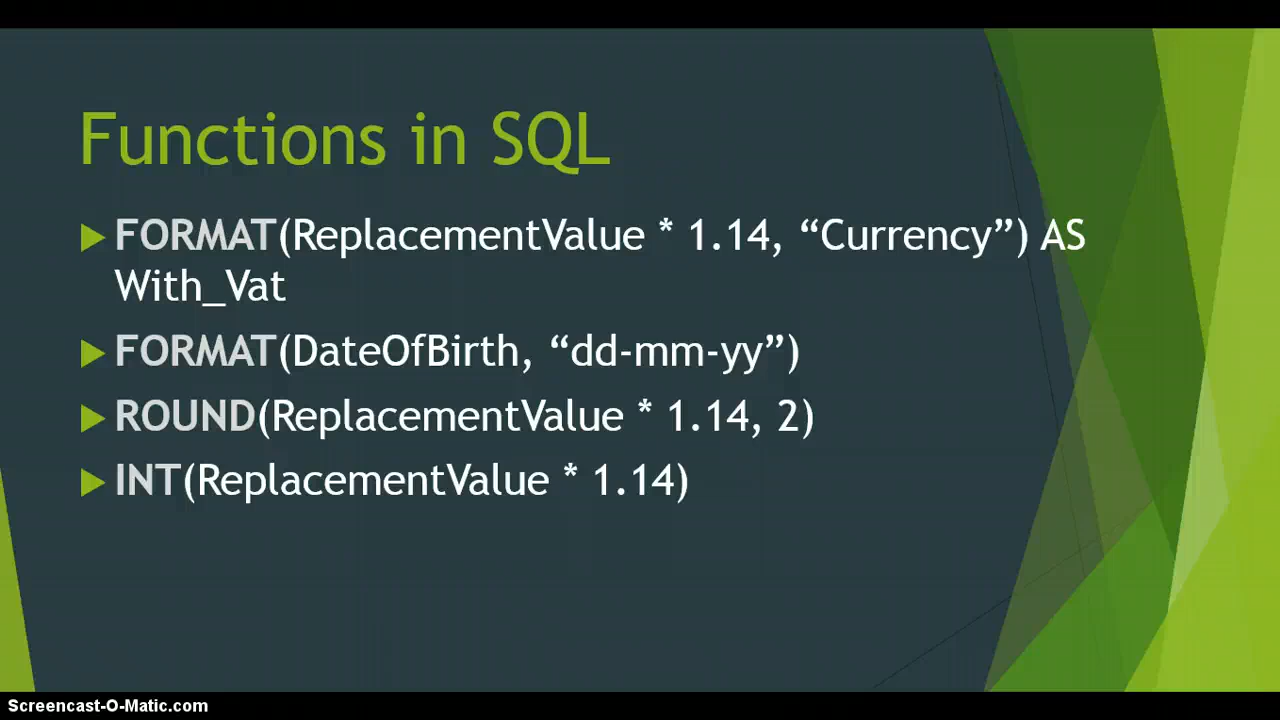 Functions in SQL
FORMAT(ReplacementValue * 1.14, “Currency”) AS
With_Vat
FORMAT(DateOfBirth, “dd-mm-yy”)
ROUND(ReplacementValue * 1.14, 2)
INT(ReplacementValue * 1.14)
Screencast-O-Matic.com